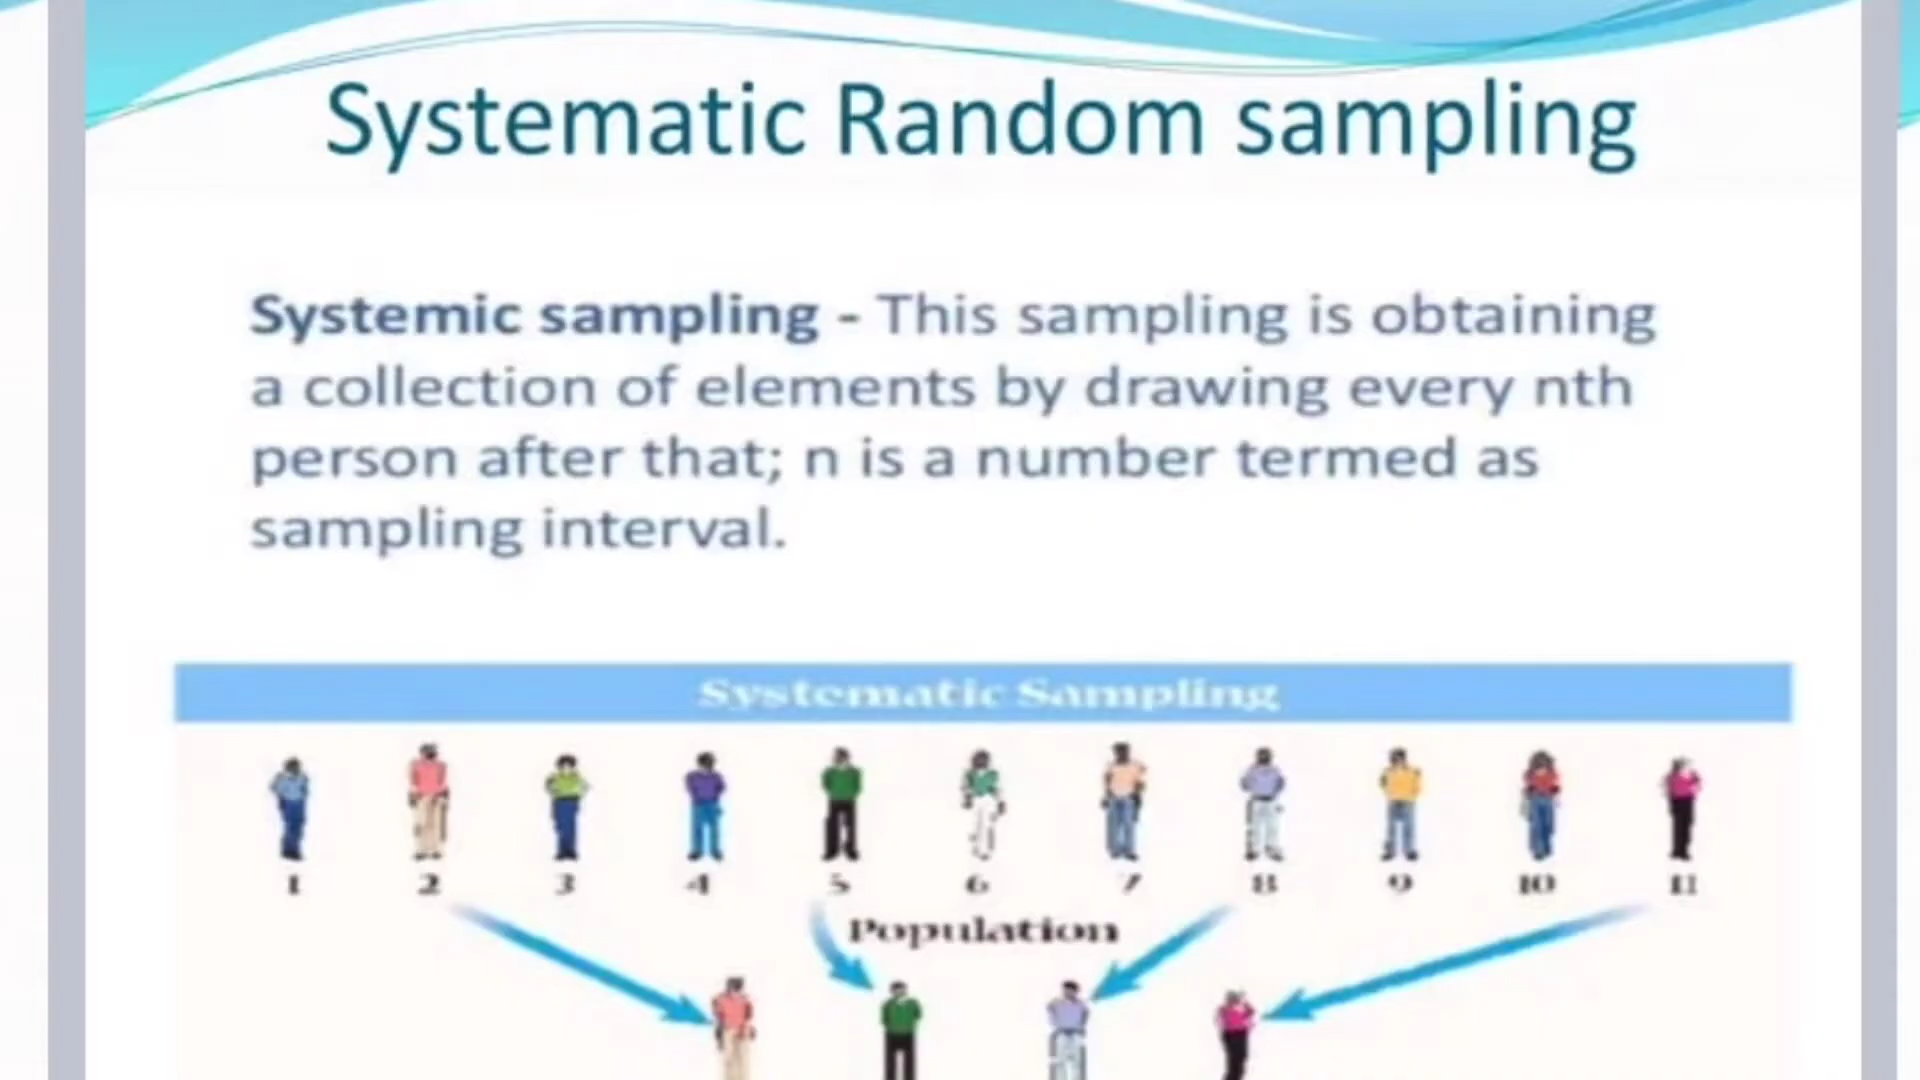 Systematic Random sampling
Systemic sampling - This sampling is obtaining
a collection of elements by drawing every nth
person after that; n is a number termed as
sampling interval.
Systematic Sampling
1 2 3 4 5 6 7 8 9 10 11
Population